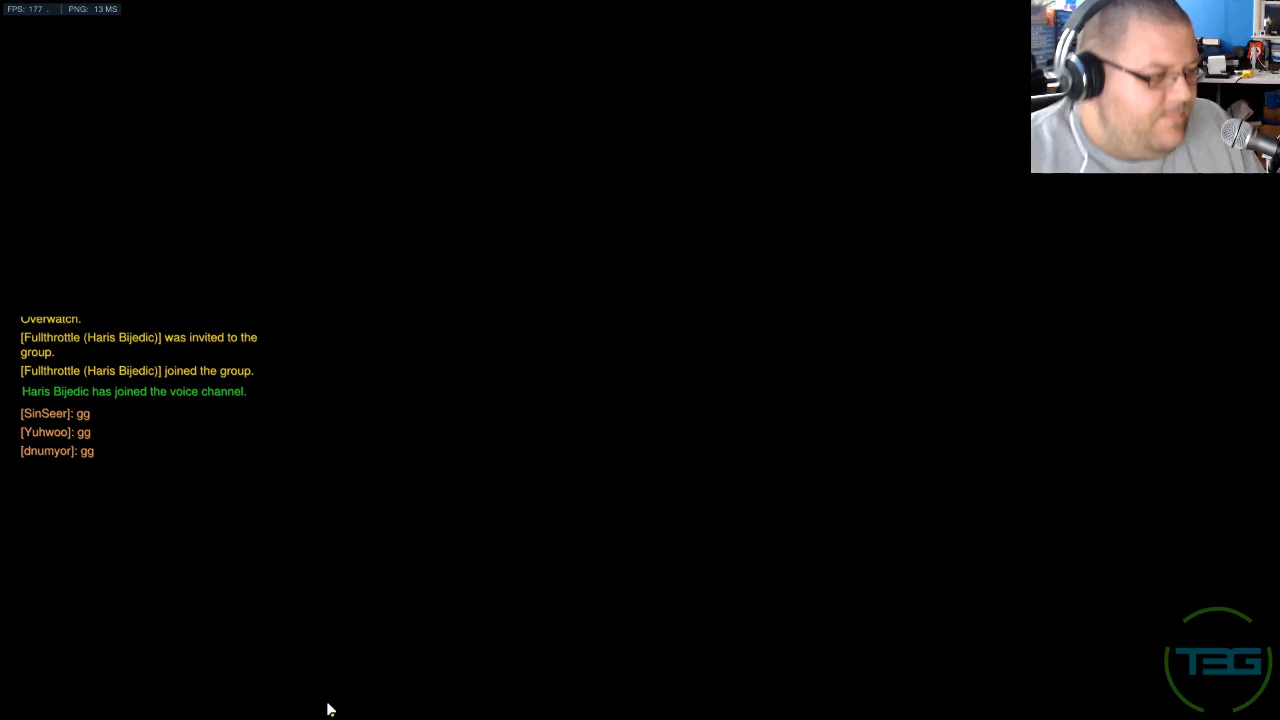 FPS: 177 . | PNG: 13 MS
Overwatch.
[Fullthrottle (Haris Bijedic)] was invited to the
group.
[Fullthrottle (Haris Bijedic)] joined the group.
Haris Bijedic has joined the voice channel.
[SinSeer]: gg
[Yuhwoo]: gg
[dnumyor]: gg
TBG